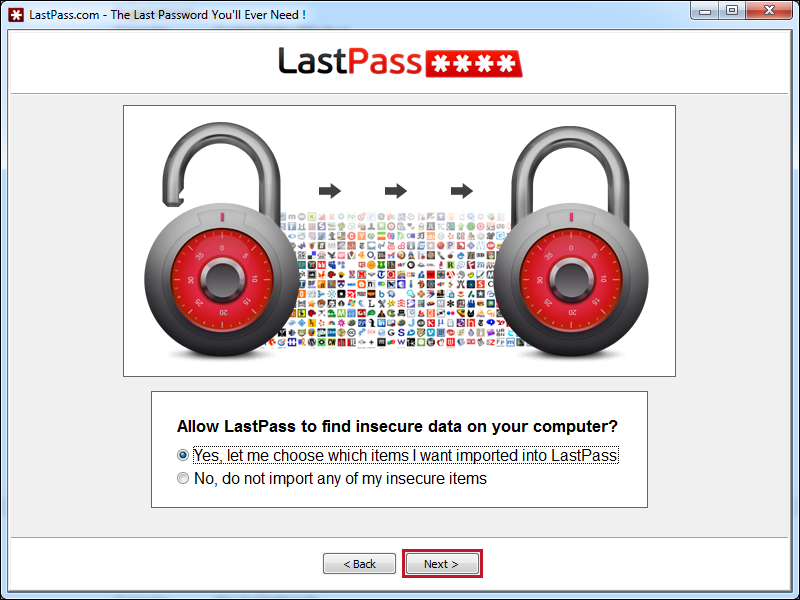 LastPass.com - The Last Password You'll Ever Need !
LastPass ****
Allow LastPass to find insecure data on your computer?
Yes, let me choose which items I want imported into LastPass
No, do not import any of my insecure items
< Back
Next >